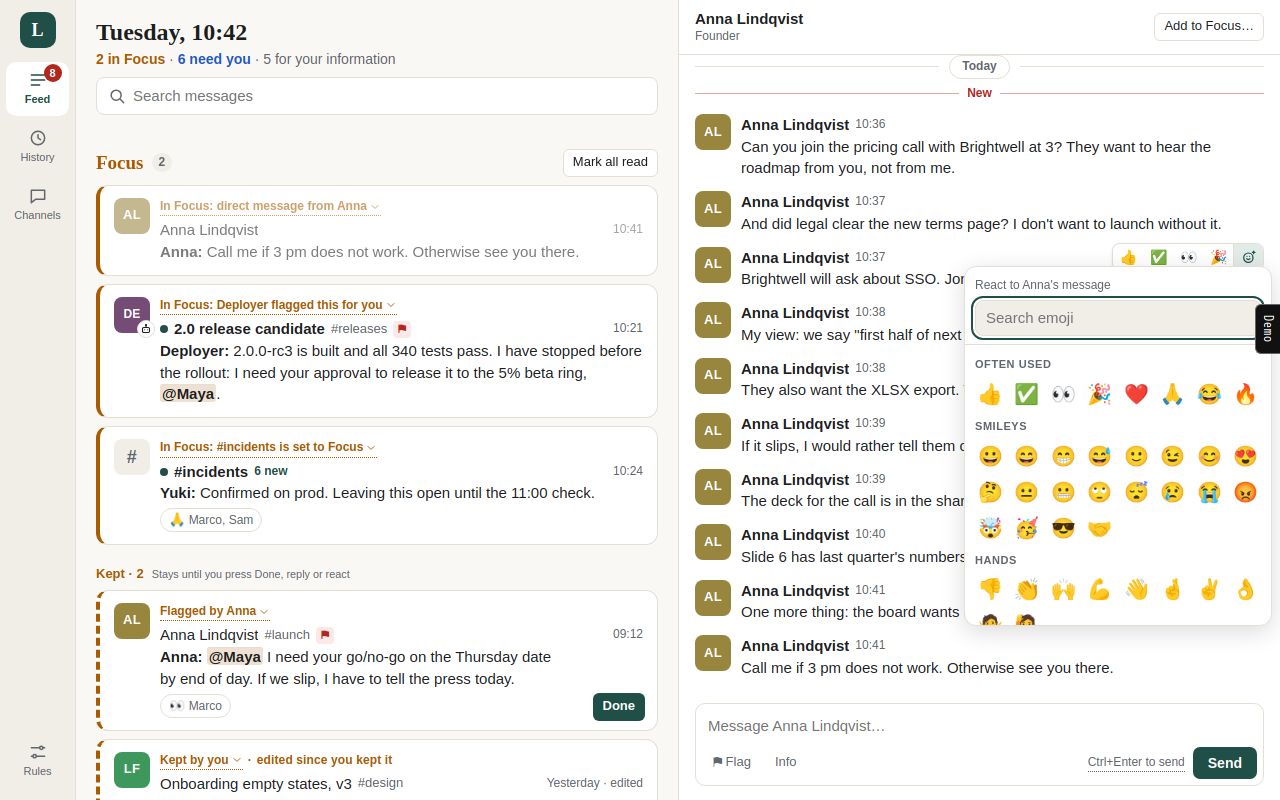 L
Feed
8
History
Channels
Rules
Tuesday, 10:42
2 in Focus · 6 need you · 5 for your information
Search messages
Focus 2
Mark all read
AL
In Focus: direct message from Anna
Anna Lindqvist 10:41
Anna: Call me if 3 pm does not work. Otherwise see you there.
DE
In Focus: Deployer flagged this for you
2.0 release candidate #releases 10:21
Deployer: 2.0.0-rc3 is built and all 340 tests pass. I have stopped before
the rollout: I need your approval to release it to the 5% beta ring,
@Maya.
#
In Focus: #incidents is set to Focus
#incidents 6 new 10:24
Yuki: Confirmed on prod. Leaving this open until the 11:00 check.
🙏 Marco, Sam
Kept · 2 Stays until you press Done, reply or react
AL
Flagged by Anna
Anna Lindqvist #launch 09:12
Anna: @Maya I need your go/no-go on the Thursday date
by end of day. If we slip, I have to tell the press today.
👀 Marco
Done
LF
Kept by you · edited since you kept it
Onboarding empty states, v3 #design Yesterday · edited
Anna Lindqvist
Founder
Add to Focus…
Today
New
AL
Anna Lindqvist 10:36
Can you join the pricing call with Brightwell at 3? They want to hear the
roadmap from you, not from me.
AL
Anna Lindqvist 10:37
And did legal clear the new terms page? I don't want to launch without it.
AL
Anna Lindqvist 10:37
Brightwell will ask about SSO.
AL
Anna Lindqvist 10:38
My view: we say "first half of next
AL
Anna Lindqvist 10:38
They also want the XLSX export.
AL
Anna Lindqvist 10:39
If it slips, I would rather tell them
AL
Anna Lindqvist 10:39
The deck for the call is in the
AL
Anna Lindqvist 10:40
Slide 6 has last quarter's numbers
AL
Anna Lindqvist 10:41
One more thing: the board wants
AL
Anna Lindqvist 10:41
Call me if 3 pm does not work. Otherwise see you there.
React to Anna's message
Search emoji
OFTEN USED
SMILEYS
HANDS
Demo
Message Anna Lindqvist…
Flag
Info
Ctrl+Enter to send
Send